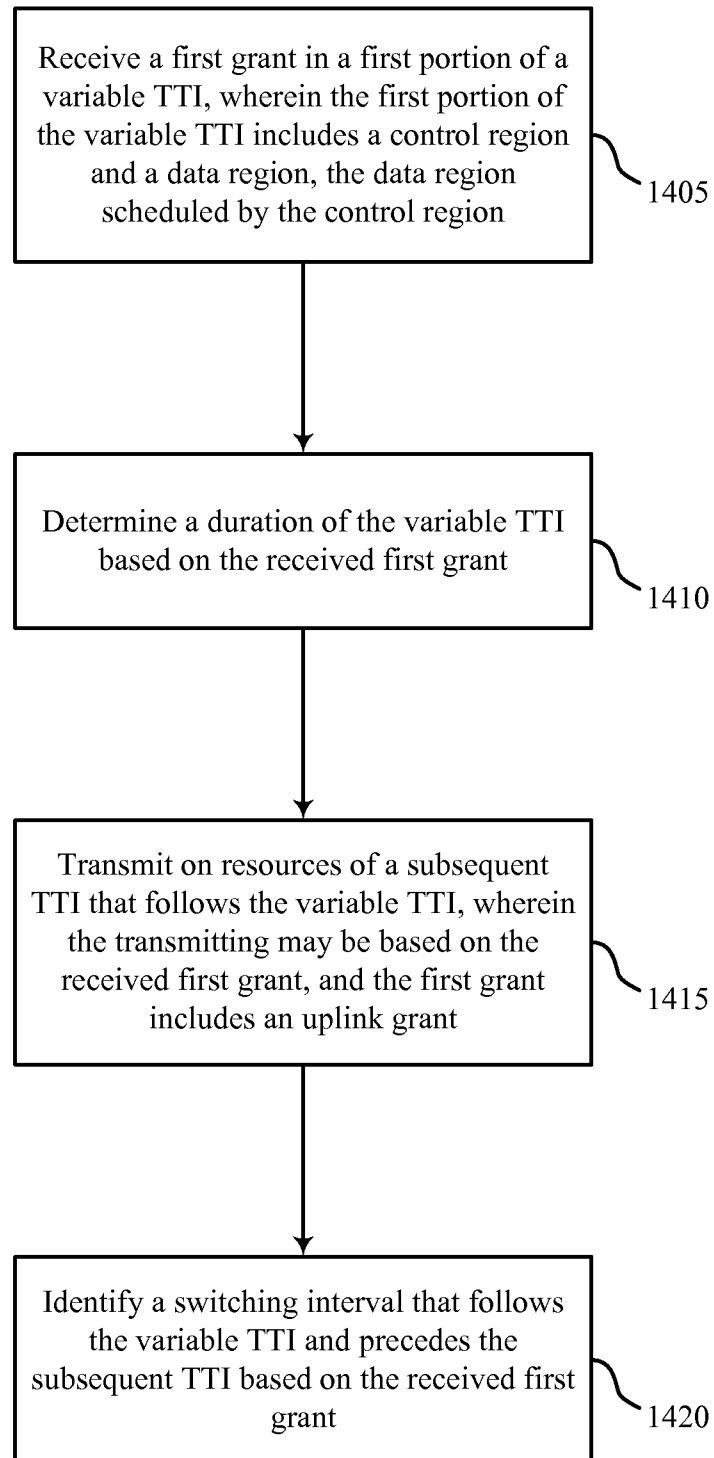 Receive a first grant in a first portion of a
variable TTI, wherein the first portion of
the variable TTI includes a control region
and a data region, the data region
scheduled by the control region
1405
Determine a duration of the variable TTI
based on the received first grant
1410
Transmit on resources of a subsequent
TTI that follows the variable TTI, wherein
the transmitting may be based on the
received first grant, and the first grant
includes an uplink grant
1415
Identify a switching interval that follows
the variable TTI and precedes the
subsequent TTI based on the received first
grant
1420